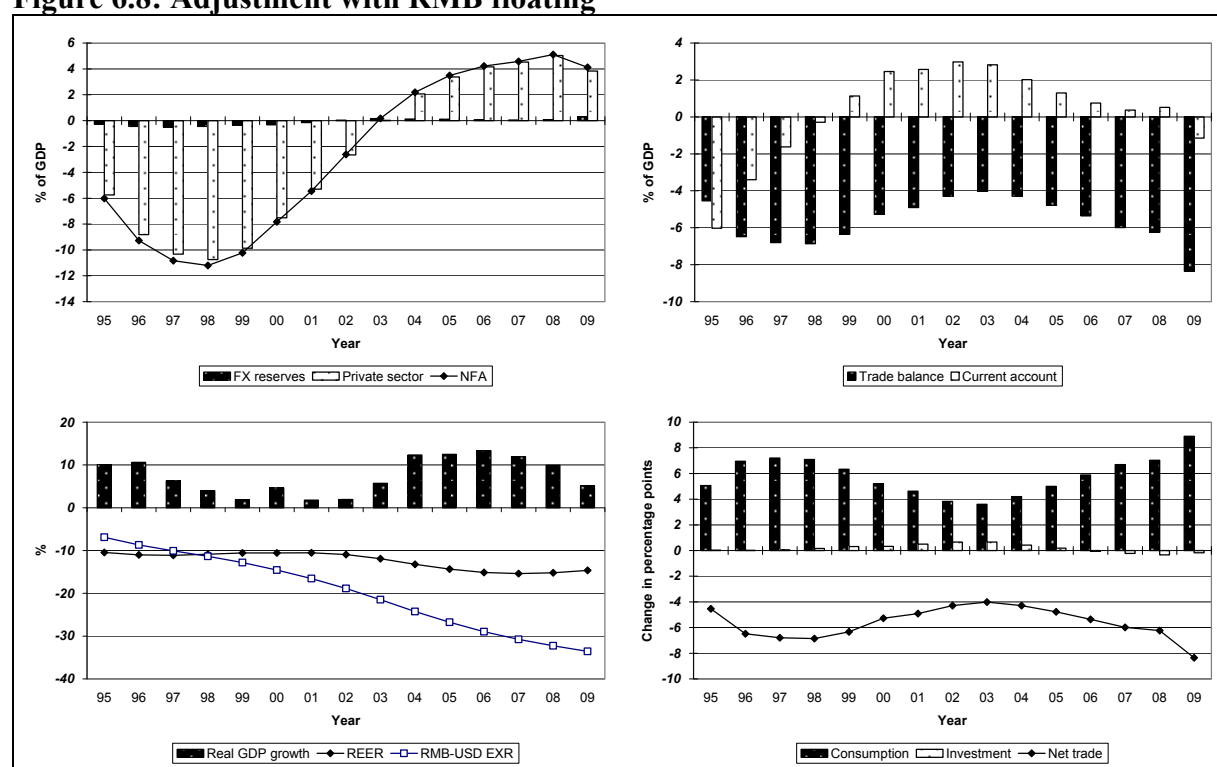 Figure 6.8: Adjustment with RMB floating
6
4
2
0
-2
-4
-6
-8
-10
-12
-14
% of GDP
95 96 97 98 99 00 01 02 03 04 05 06 07 08 09
Year
FX reserves Private sector NFA
4
2
0
-2
-4
-6
-8
-10
% of GDP
95 96 97 98 99 00 01 02 03 04 05 06 07 08 09
Year
Trade balance Current account
20
10
0
-10
-20
-30
-40
%
95 96 97 98 99 00 01 02 03 04 05 06 07 08 09
Year
Real GDP growth REER RMB-USD EXR
10
8
6
4
2
0
-2
-4
-6
-8
-10
Change in percentage points
95 96 97 98 99 00 01 02 03 04 05 06 07 08 09
Year
Consumption Investment Net trade